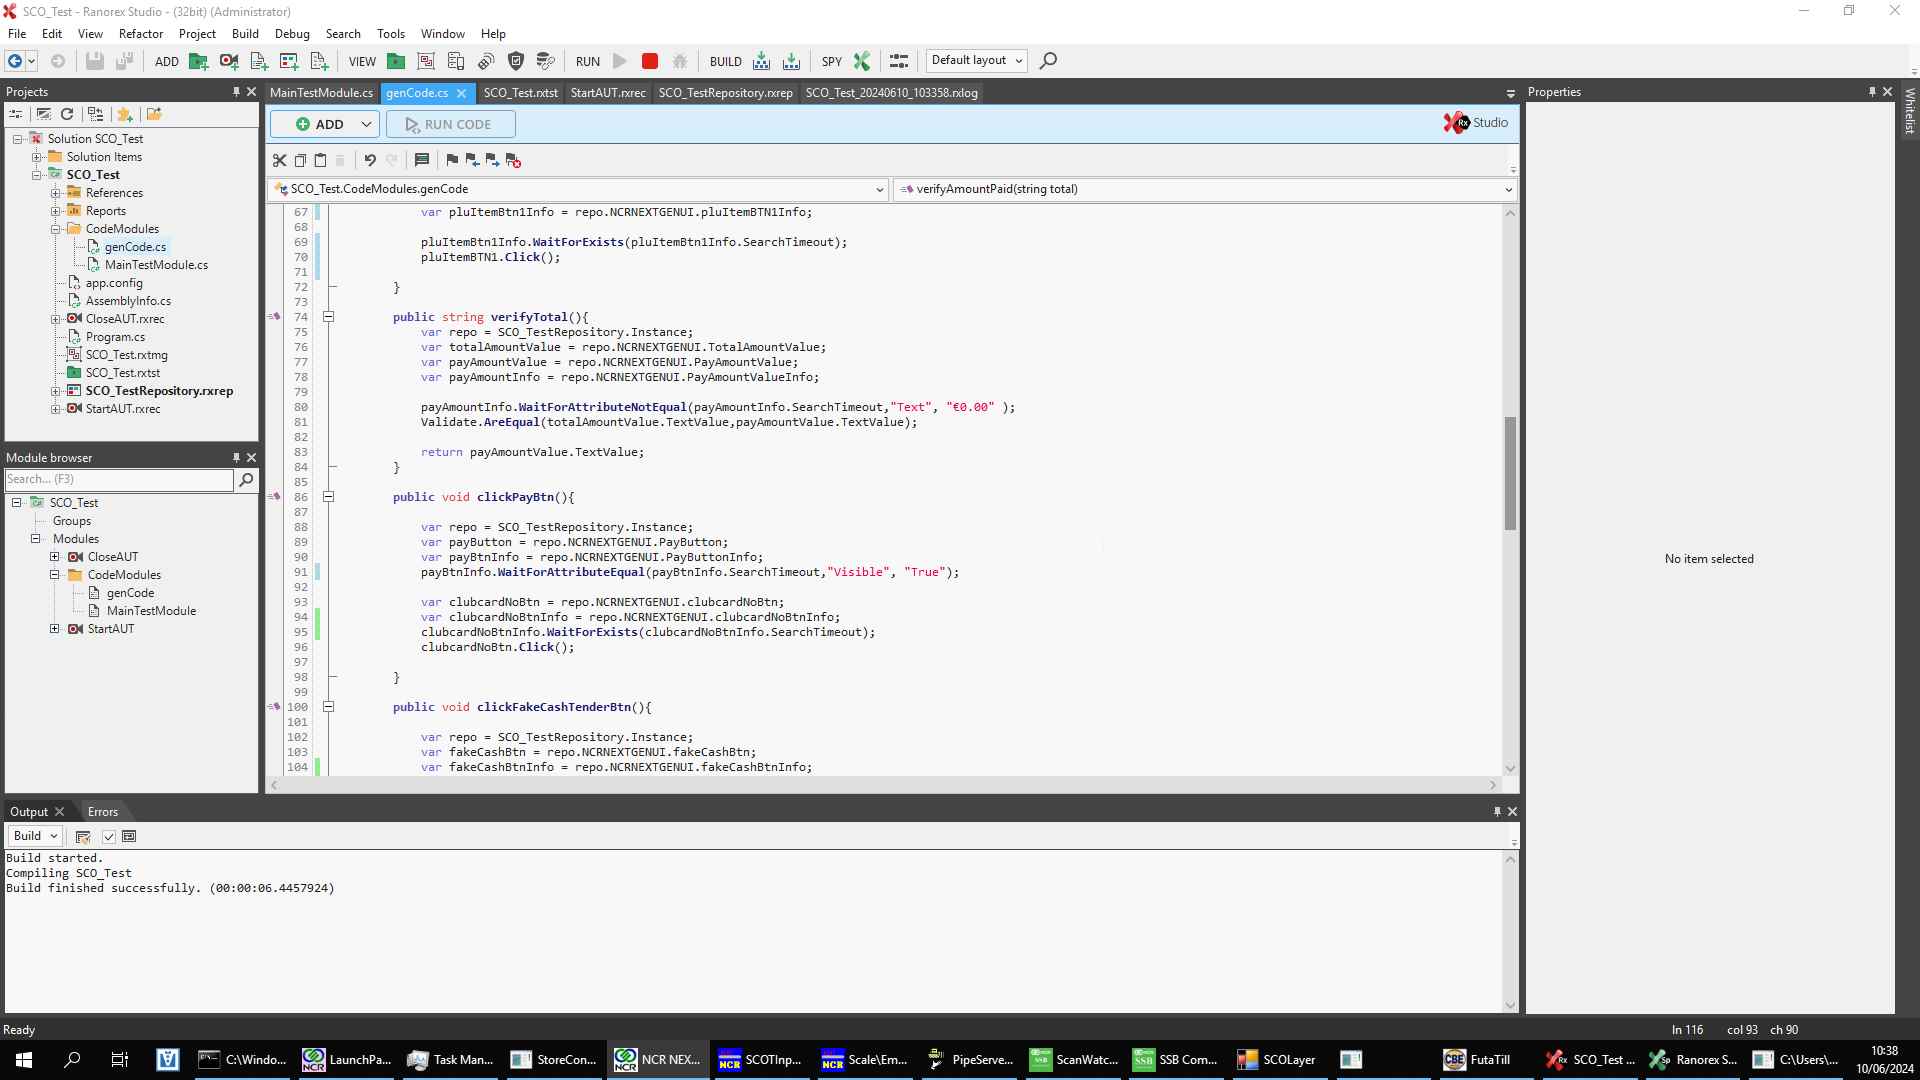 SCO_Test - Ranorex Studio - (32bit) (Administrator)
File Edit View Refactor Project Build Debug Search Tools Window Help
ADD VIEW RUN BUILD SPY Default layout
Projects
Solution SCO_Test
Solution Items
SCO_Test
References
Reports
CodeModules
genCode.cs
MainTestModule.cs
app.config
AssemblyInfo.cs
CloseAUT.rxrec
Program.cs
SCO_Test.rxtmg
SCO_Test.rxtst
SCO_TestRepository.rxrep
StartAUT.rxrec
Module browser
Search... (F3)
SCO_Test
Groups
Modules
CloseAUT
CodeModules
genCode
MainTestModule
StartAUT
MainTestModule.cs genCode.cs SCO_Test.rxtst StartAUT.rxrec SCO_TestRepository.rxrep SCO_Test_20240610_103358.rxlog
ADD RUN CODE Rx Studio
SCO_Test.CodeModules.genCode verifyAmountPaid(string total)
67 var pluItemBtn1Info = repo.NCRNEXTGENUI.pluItemBTN1Info;
68
69 pluItemBtn1Info.WaitForExists(pluItemBtn1Info.SearchTimeout);
70 pluItemBTN1.Click();
71
72 }
73
74 public string verifyTotal(){
75 var repo = SCO_TestRepository.Instance;
76 var totalAmountValue = repo.NCRNEXTGENUI.TotalAmountValue;
77 var payAmountValue = repo.NCRNEXTGENUI.PayAmountValue;
78 var payAmountInfo = repo.NCRNEXTGENUI.PayAmountValueInfo;
79
80 payAmountInfo.WaitForAttributeNotEqual(payAmountInfo.SearchTimeout,"Text", "€0.00" );
81 Validate.AreEqual(totalAmountValue.TextValue,payAmountValue.TextValue);
82
83 return payAmountValue.TextValue;
84 }
85
86 public void clickPayBtn(){
87
88 var repo = SCO_TestRepository.Instance;
89 var payButton = repo.NCRNEXTGENUI.PayButton;
90 var payBtnInfo = repo.NCRNEXTGENUI.PayButtonInfo;
91 payBtnInfo.WaitForAttributeEqual(payBtnInfo.SearchTimeout,"Visible", "True");
92
93 var clubcardNoBtn = repo.NCRNEXTGENUI.clubcardNoBtn;
94 var clubcardNoBtnInfo = repo.NCRNEXTGENUI.clubcardNoBtnInfo;
95 clubcardNoBtnInfo.WaitForExists(clubcardNoBtnInfo.SearchTimeout);
96 clubcardNoBtn.Click();
97
98 }
99
100 public void clickFakeCashTenderBtn(){
101
102 var repo = SCO_TestRepository.Instance;
103 var fakeCashBtn = repo.NCRNEXTGENUI.fakeCashBtn;
104 var fakeCashBtnInfo = repo.NCRNEXTGENUI.fakeCashBtnInfo;
Properties
No item selected
Whitelist
Output Errors
Build
Build started.
Compiling SCO_Test
Build finished successfully. (00:00:06.4457924)
Ready ln 116 col 93 ch 90
C:\Windo... LaunchPa... Task Man... StoreCon... NCR NEX... SCOTInp... Scale\Em... PipeServe... ScanWatc... SSB Com... SCOLayer FutaTill SCO_Test ... Ranorex S... C:\Users\...
10:38
10/06/2024